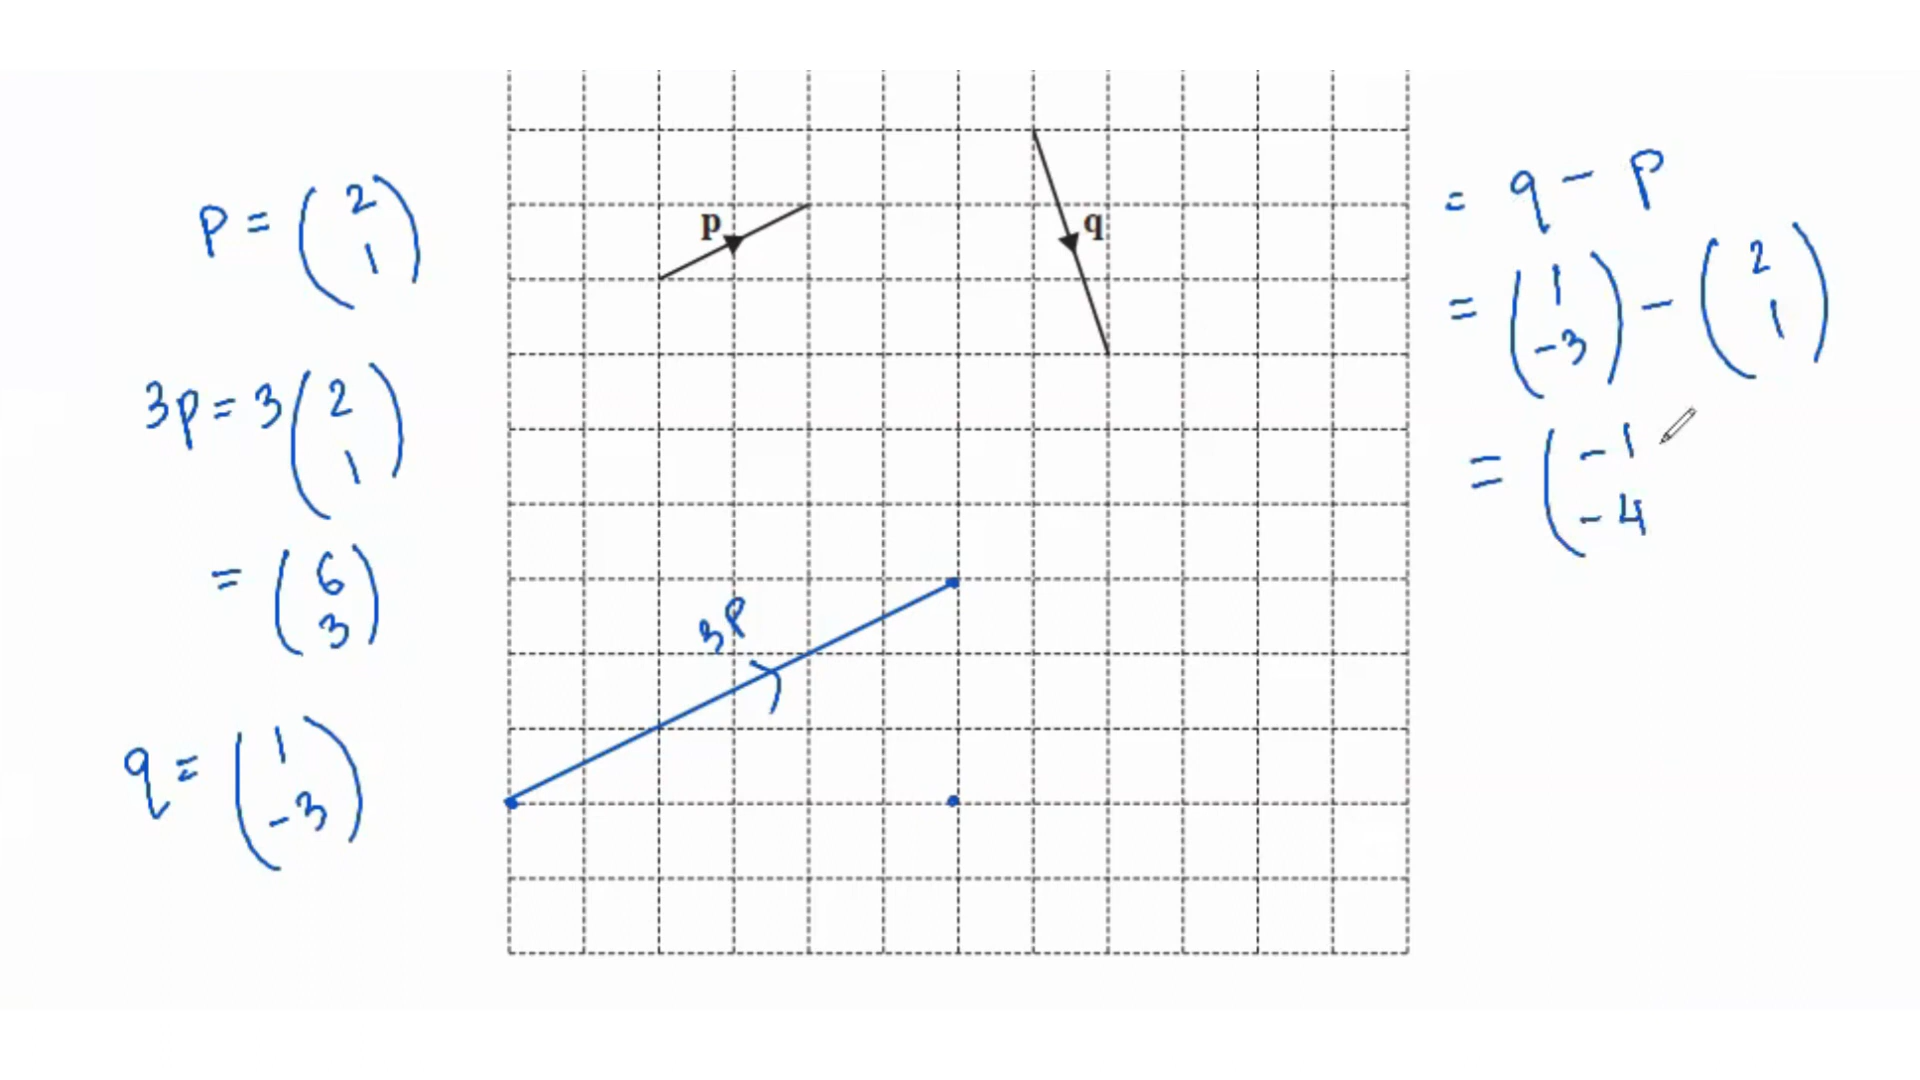 p = ( 2
1 )
3p = 3 ( 2
1 )
= ( 6
3 )
q = ( 1
-3 )
p
q
3p
= q - p
= ( 1
-3 ) - ( 2
1 )
= ( -1
-4